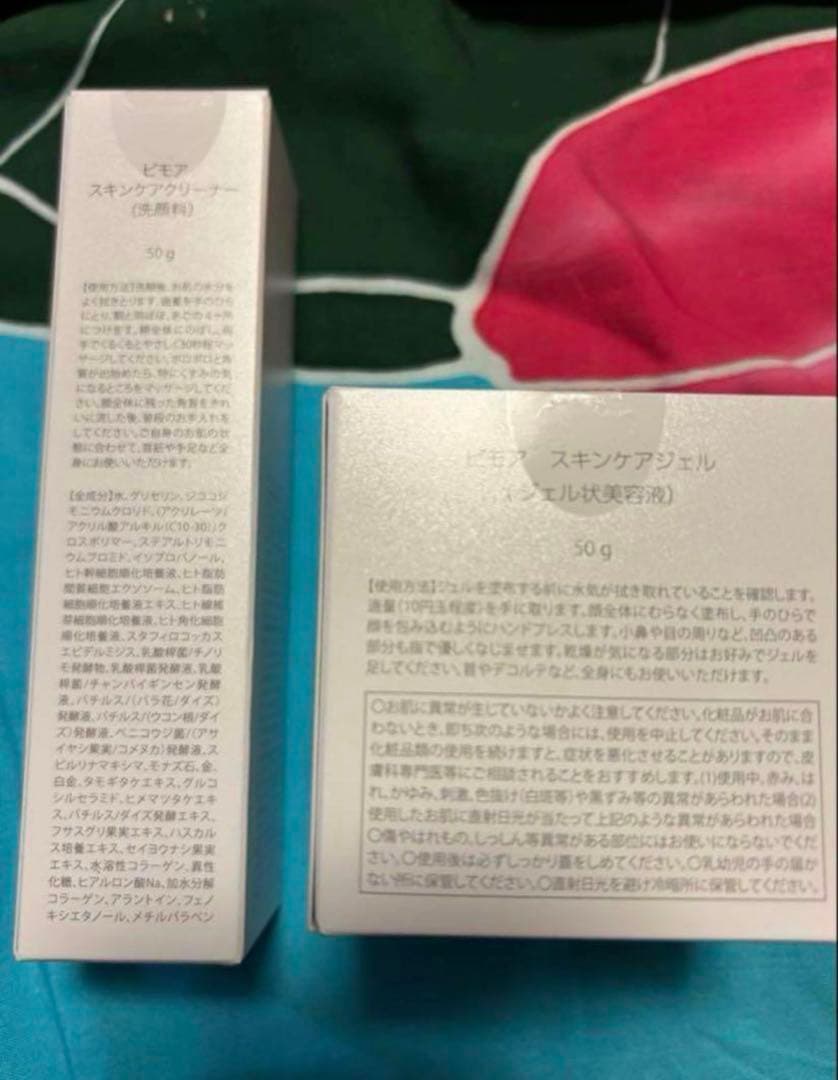 ビモア
スキンケアクリーナー
(洗顔料)
50g
【使用方法】洗顔後、お肌の水分を
よく拭きとります。適量を手のひら
にとり、額と両ほほ、あごの4ヶ所
につけます。顔全体にのばし、両
手でくるくるとやさしく30秒程マッ
サージしてください。ポロポロと角
質が出始めたら、特にくすみの気
になるところをマッサージしてくだ
さい。顔全体に残った角質をきれ
いに流した後、普段のお手入れを
してください。ご自身のお肌の状
態に合わせて、首筋や手足など全
身にお使いいただけます。
【全成分】水、グリセリン、ジココジ
モニウムクロリド、(アクリレーツ/
アクリル酸アルキル(C10-30))ク
ロスポリマー、ステアルトリモニ
ウムブロミド、イソプロパノール、
ヒト幹細胞順化培養液、ヒト脂肪
間質細胞エクソソーム、ヒト脂肪
細胞順化培養液エキス、ヒト線維
芽細胞順化培養液、ヒト角化細胞
順化培養液、スタフィロコッカス
エピデルミジス、乳酸桿菌/チノリ
モ発酵物、乳酸桿菌発酵液、乳酸
桿菌/チャンバイギンセン発酵
液、バチルス/(バラ花/ダイズ)
発酵液、バチルス/(ウコン根/ダイ
ズ)発酵液、ベニコウジ菌/(アサ
イヤシ果実/コメヌカ)発酵液、ス
ピルリナマキシマ、モナズ石、金、
白金、タモギタケエキス、グルコ
シルセラミド、ヒメマツタケエキ
ス、バチルス/ダイズ発酵エキス、
フサスグリ果実エキス、ハスカル
ス培養エキス、セイヨウナシ果実
エキス、水溶性コラーゲン、異性
化糖、ヒアルロン酸Na、加水分解
コラーゲン、アラントイン、フェノ
キシエタノール、メチルパラベン
ビモア スキンケアジェル
(ジェル状美容液)
50g
【使用方法】ジェルを塗布する前に水気が拭き取れていることを確認します。
適量(10円玉程度)を手に取ります。顔全体にむらなく塗布し、手のひらで
顔を包み込むようにハンドプレスします。小鼻や目の周りなど、凹凸のある
部分も指で優しくなじませます。乾燥が気になる部分はお好みでジェルを
足してください。首やデコルテなど、全身にもお使いいただけます。
〇お肌に異常が生じていないかよく注意してください。化粧品がお肌に合
わないとき、即ち次のような場合には、使用を中止してください。そのまま
化粧品類の使用を続けますと、症状を悪化させることがありますので、皮
膚科専門医等にご相談されることをおすすめします。(1)使用中、赤み、は
れ、かゆみ、刺激、色抜け(白斑等)や黒ずみ等の異常があらわれた場合(2)
使用したお肌に直射日光が当たって上記のような異常があらわれた場合
〇傷やはれもの、しっしん等異常がある部位にはお使いにならないでくだ
さい。〇使用後は必ずしっかり蓋をしめてください。〇乳幼児の手の届か
ない所に保管してください。〇直射日光を避け冷暗所に保管してください。